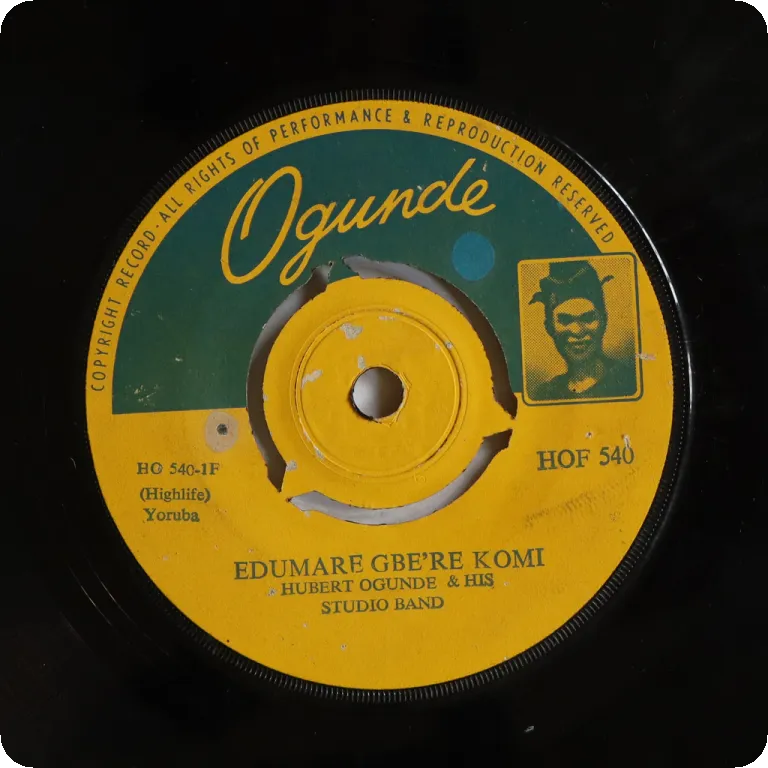 COPYRIGHT RECORD · ALL RIGHTS OF PERFORMANCE & REPRODUCTION RESERVED
Ogunde
HO 540-1F
(Highlife)
Yoruba
HOF 540
EDUMARE GBE'RE KOMI
HUBERT OGUNDE & HIS
STUDIO BAND